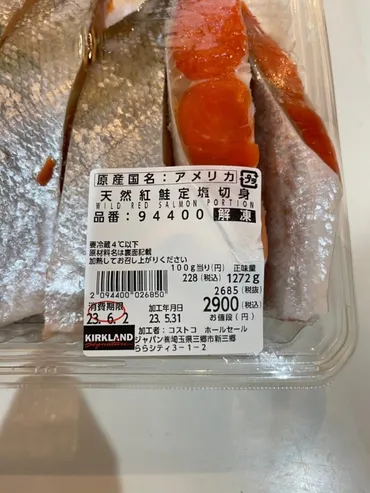 原産国名：アメリカ
天然紅鮭定塩切身
WILD RED SALMON PORTION
品番：94400 解凍
要冷蔵4℃以下
原材料名は裏面記載
加熱してお召し上がりください
100g当り(円) 正味量
228 (税込) 1272g
2685 (税抜)
2900 (税込)
お値段(円)
2 094400 026850
消費期限 加工年月日
23.6.2 23.5.31
加工者：コストコ ホールセール
ジャパン㈱埼玉県三郷市新三郷
ららシティ3-1-2
KIRKLAND
Signature